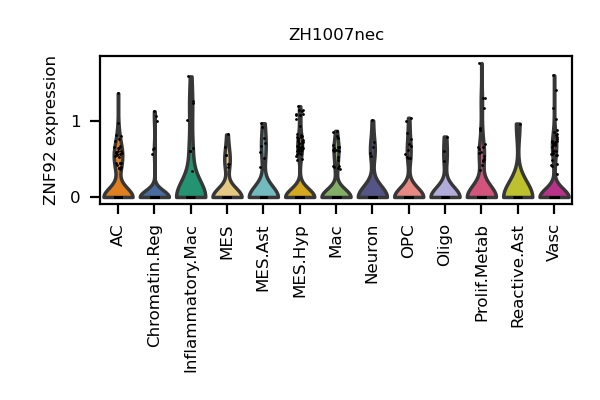 ZH1007nec
ZNF92 expression
1
0
AC
Chromatin.Reg
Inflammatory.Mac
MES
MES.Ast
MES.Hyp
Mac
Neuron
OPC
Oligo
Prolif.Metab
Reactive.Ast
Vasc